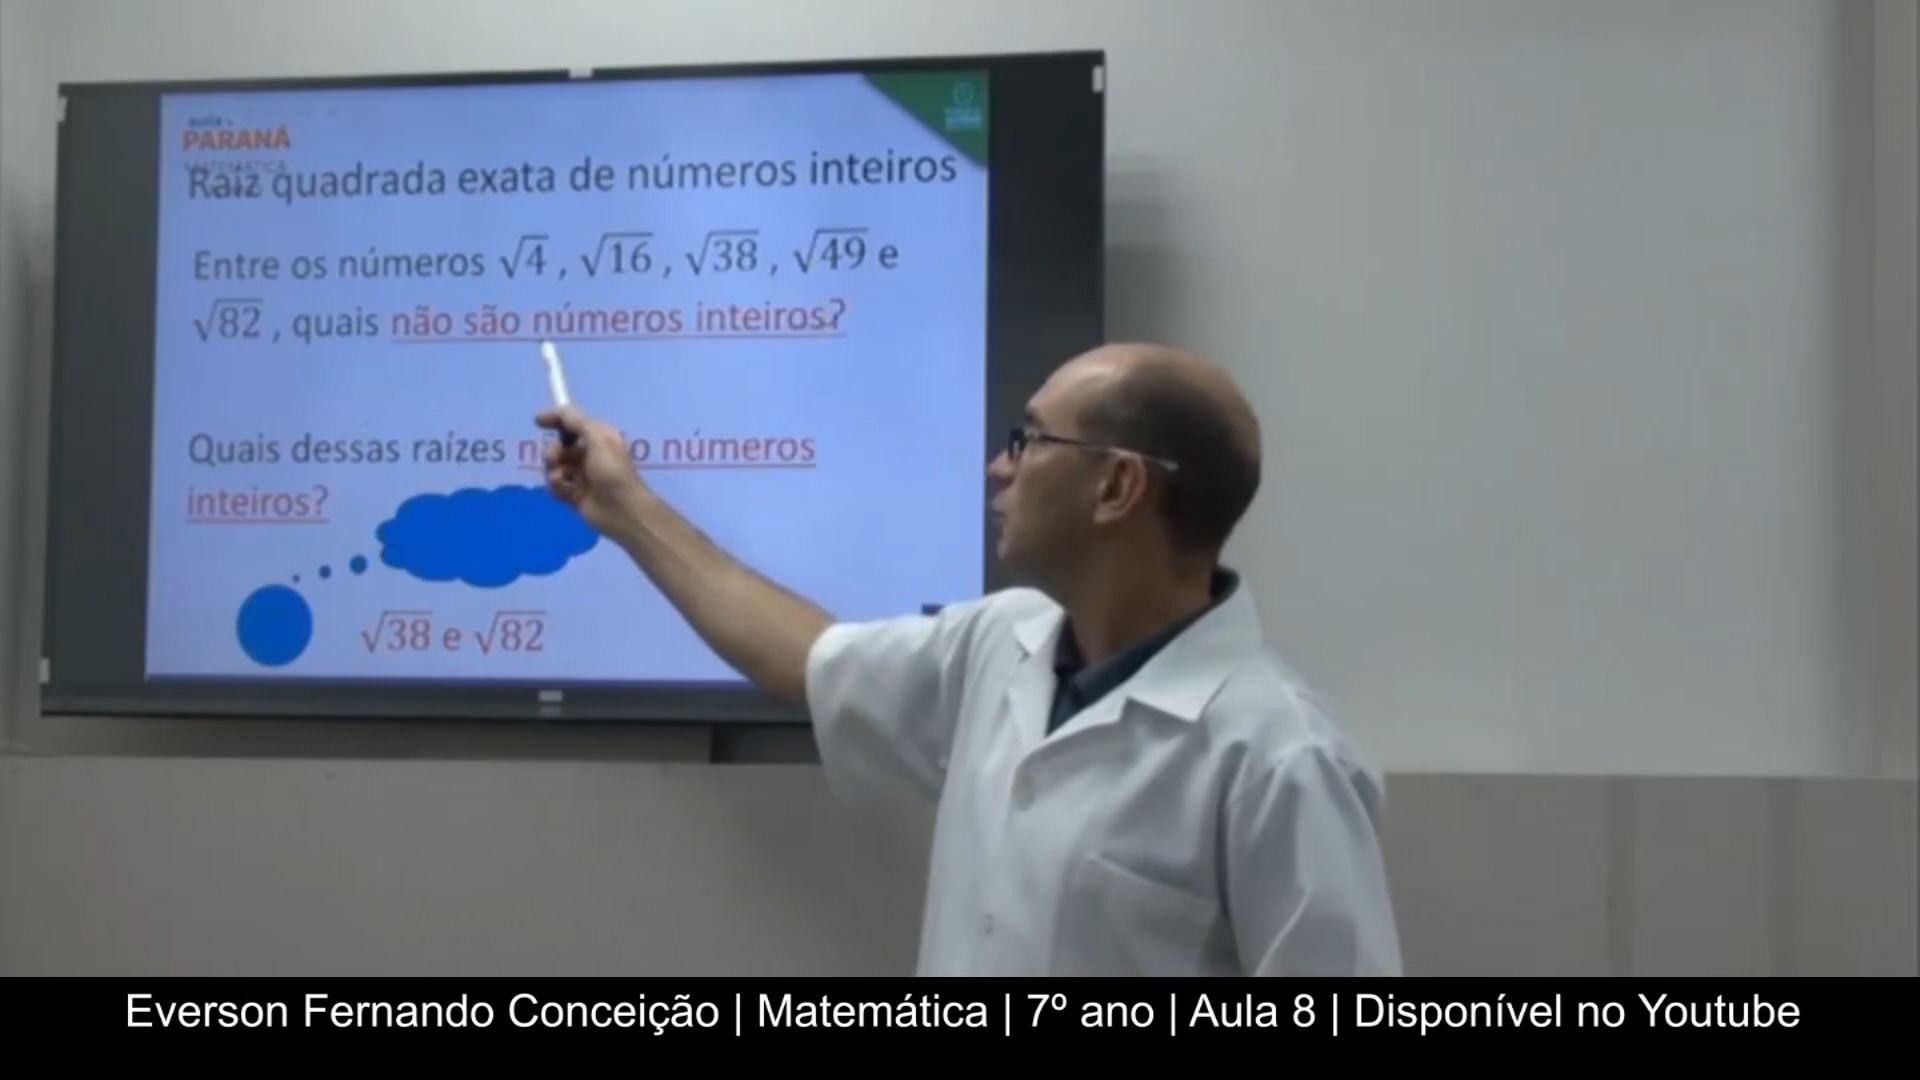 aula
PARANÁ
MATEMÁTICA
Raiz quadrada exata de números inteiros
Entre os números √4 , √16 , √38 , √49 e
√82 , quais não são números inteiros?
Quais dessas raízes números
inteiros?
√38 e √82
Everson Fernando Conceição | Matemática | 7º ano | Aula 8 | Disponível no Youtube